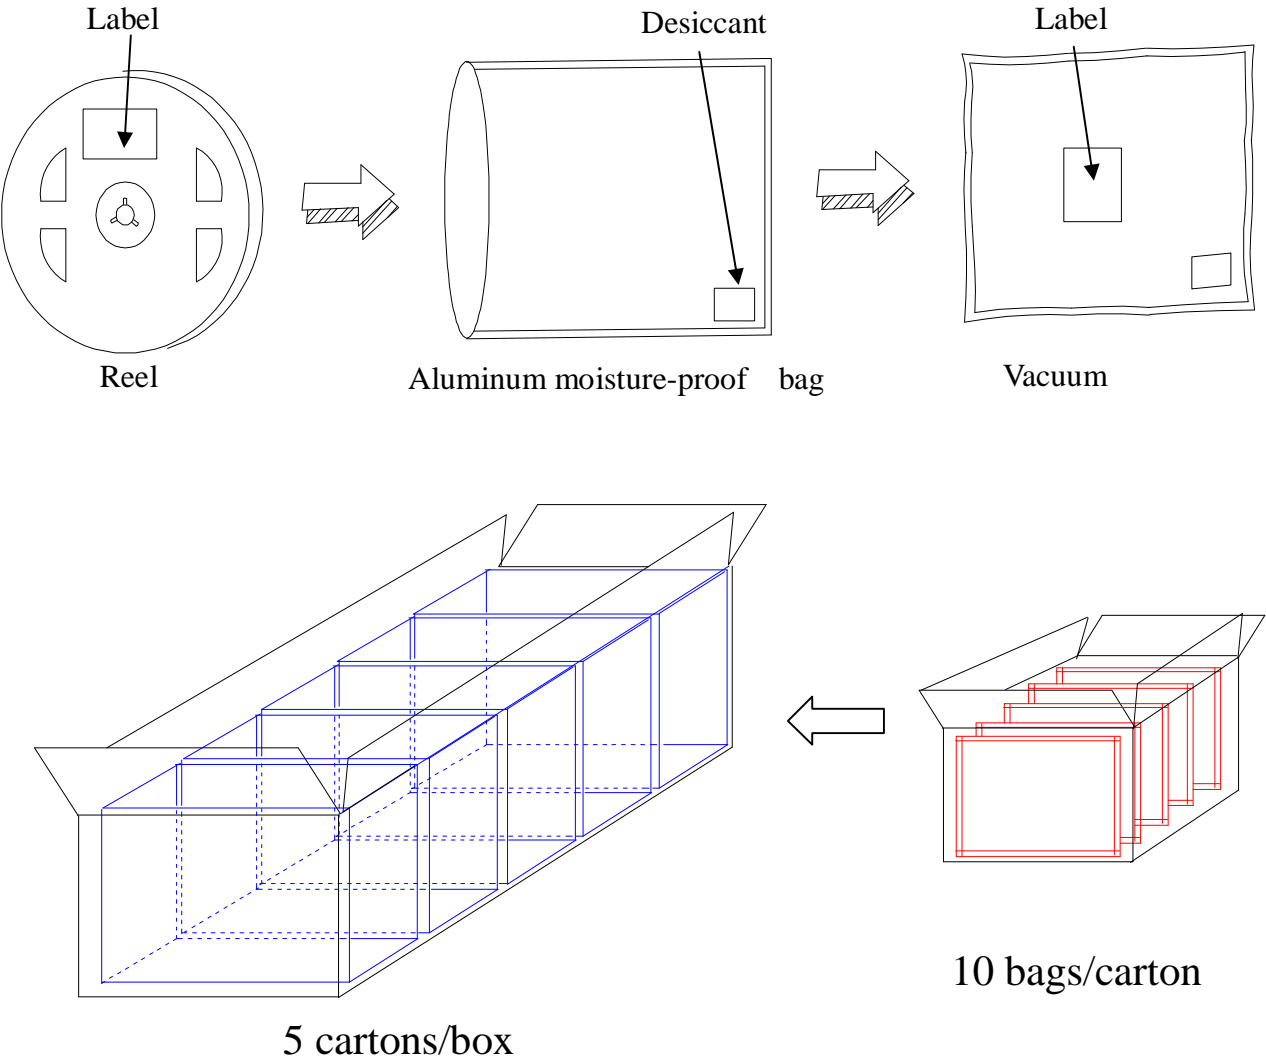 Label
Desiccant
Label
Reel
Aluminum moisture-proof bag
Vacuum
10 bags/carton
5 cartons/box